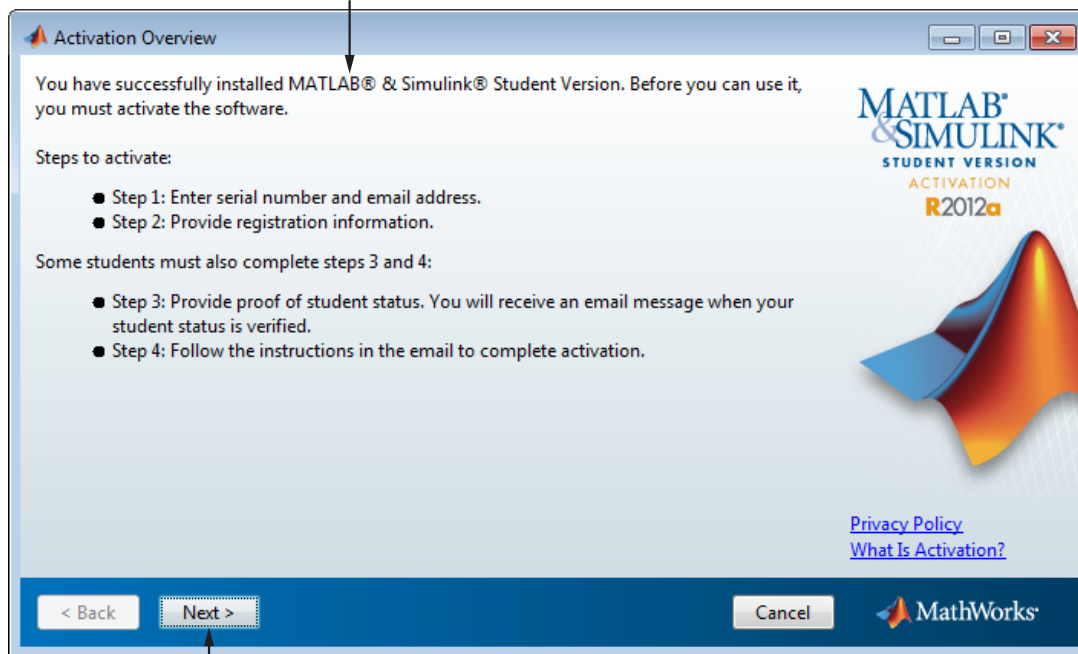 Activation Overview
You have successfully installed MATLAB® & Simulink® Student Version. Before you can use it,
you must activate the software.
Steps to activate:
● Step 1: Enter serial number and email address.
● Step 2: Provide registration information.
Some students must also complete steps 3 and 4:
● Step 3: Provide proof of student status. You will receive an email message when your
student status is verified.
● Step 4: Follow the instructions in the email to complete activation.
MATLAB®
&SIMULINK®
STUDENT VERSION
ACTIVATION
R2012a
Privacy Policy
What Is Activation?
< Back
Next >
Cancel
MathWorks®